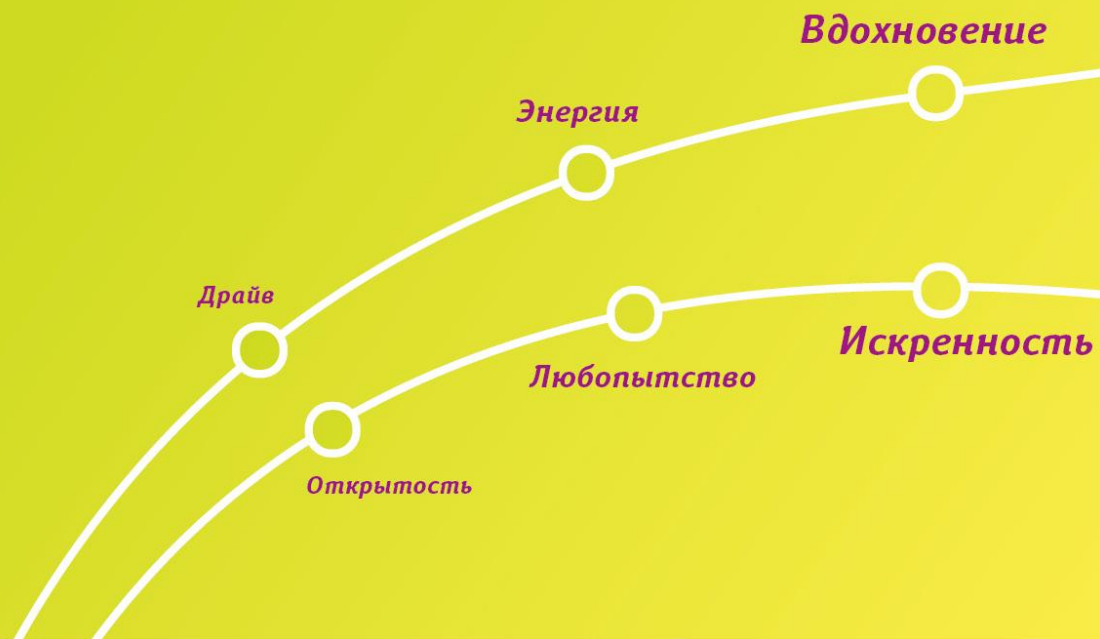 Вдохновение
Энергия
Драйв
Искренность
Любопытство
Открытость